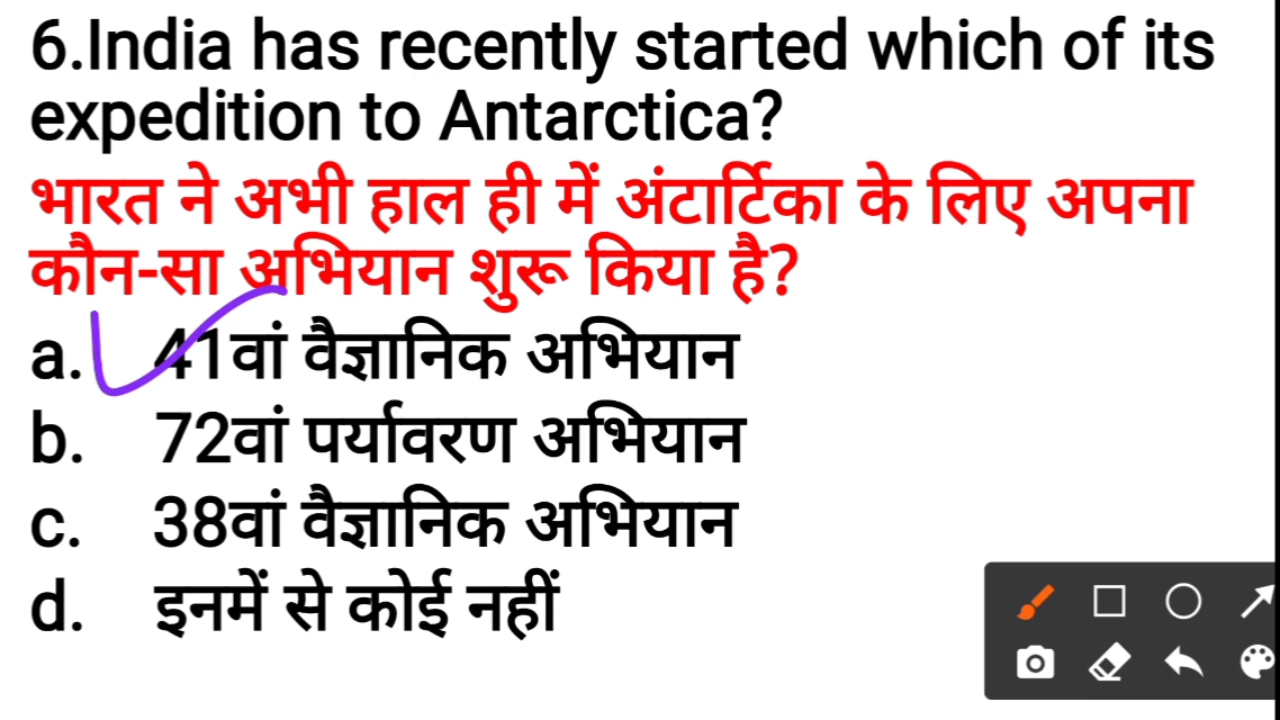 6.India has recently started which of its
expedition to Antarctica?
भारत ने अभी हाल ही में अंटार्टिका के लिए अपना
कौन-सा अभियान शुरू किया है?
a. 41वां वैज्ञानिक अभियान
b. 72वां पर्यावरण अभियान
c. 38वां वैज्ञानिक अभियान
d. इनमें से कोई नहीं